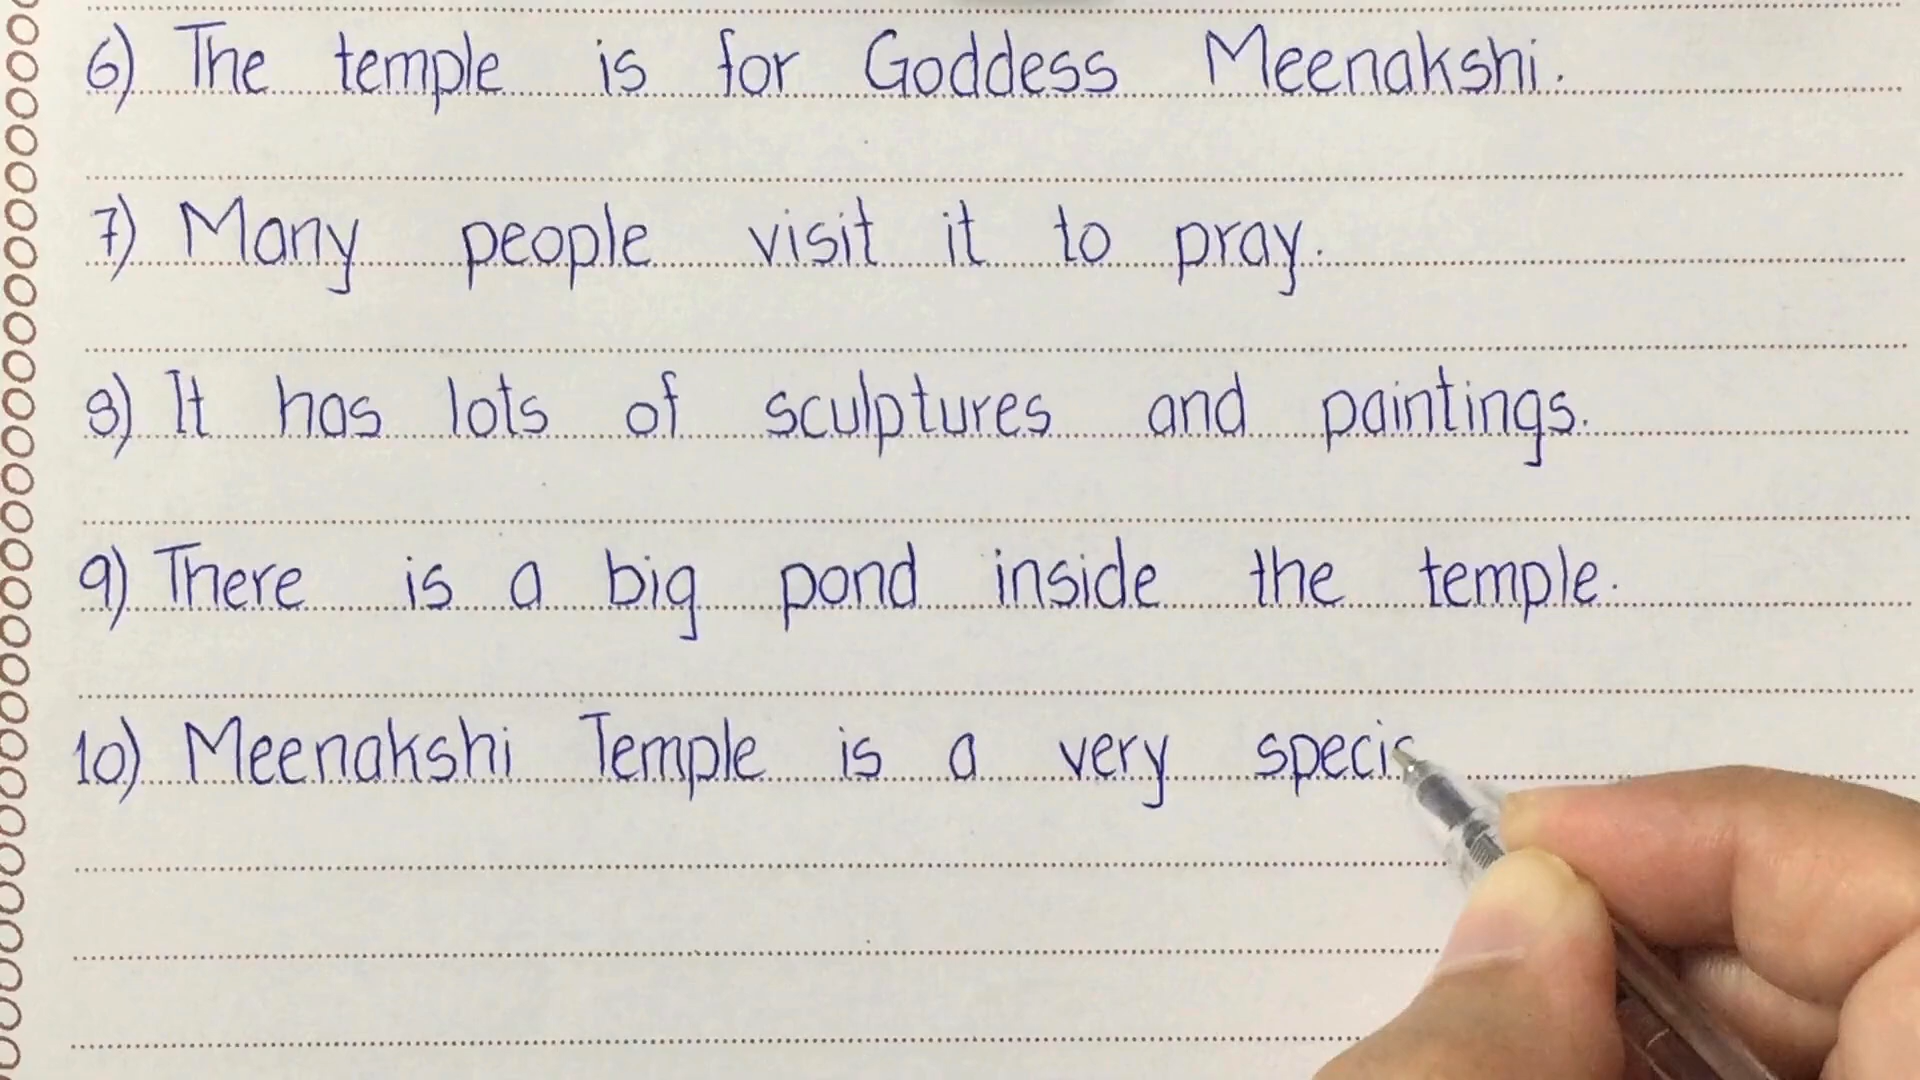 6) The temple is for Goddess Meenakshi.
7) Many people visit it to pray.
8) It has lots of sculptures and paintings.
9) There is a big pond inside the temple.
10) Meenakshi Temple is a very